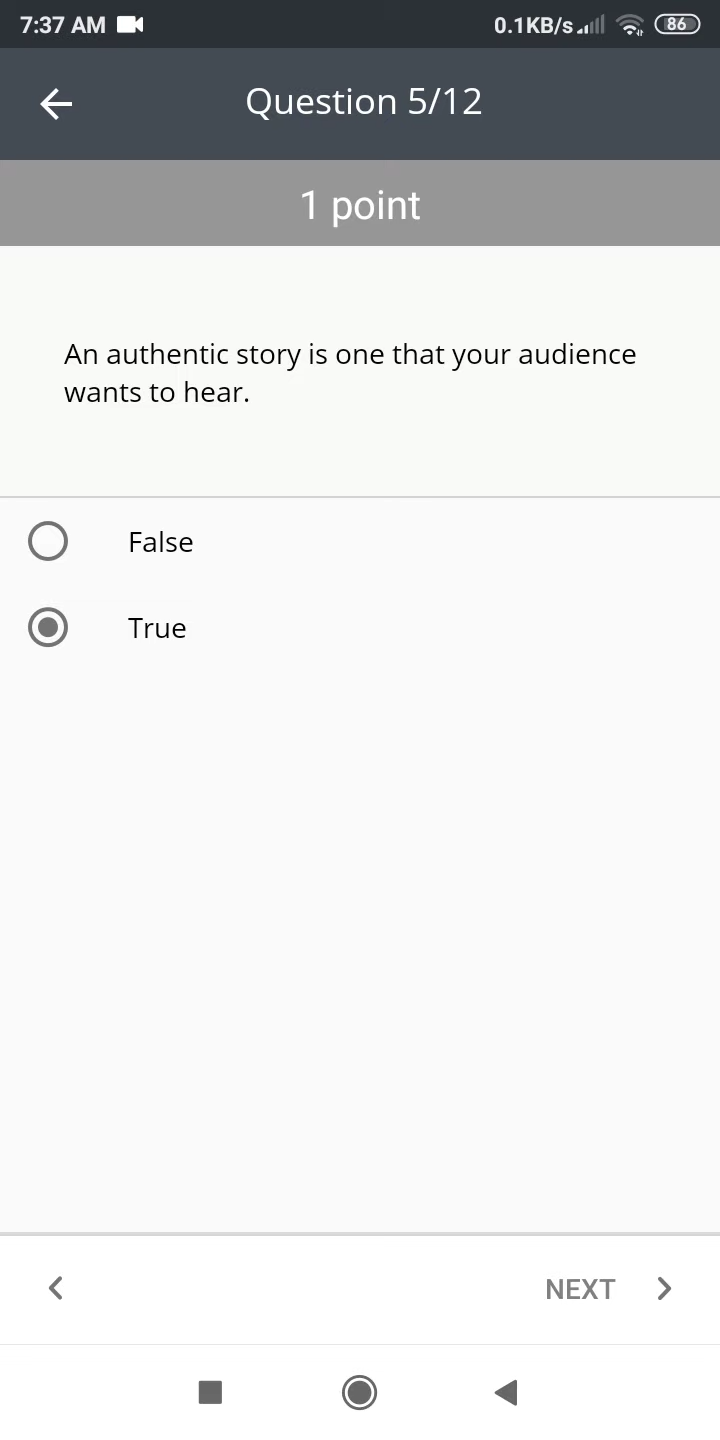 7:37 AM 0.1KB/s 86
Question 5/12
1 point
An authentic story is one that your audience
wants to hear.
False
True
NEXT